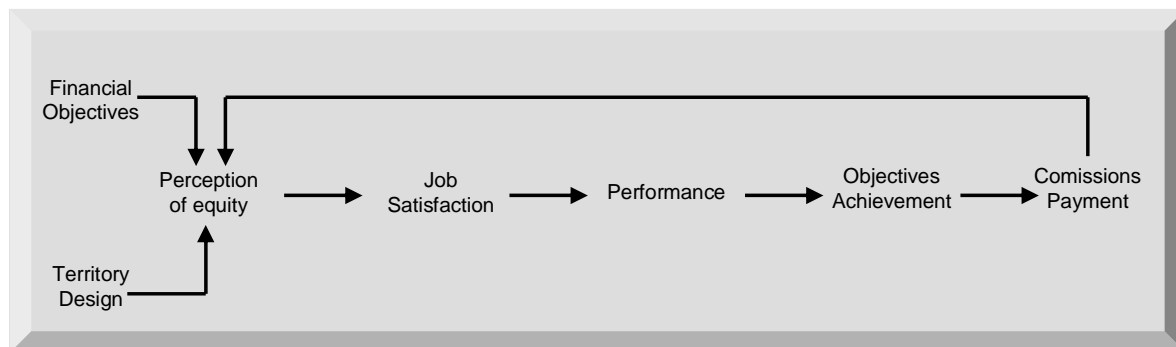 Financial
Objectives
Perception
of equity
Job
Satisfaction
Performance
Objectives
Achievement
Comissions
Payment
Territory
Design